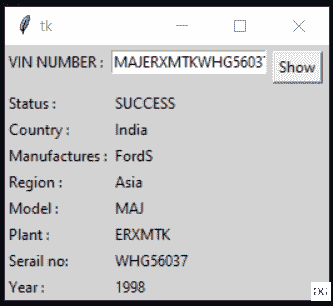 tk
VIN NUMBER : MAJERXMTKWHG56037 Show
Status : SUCCESS
Country : India
Manufactures : FordS
Region : Asia
Model : MAJ
Plant : ERXMTK
Serail no: WHG56037
Year : 1998